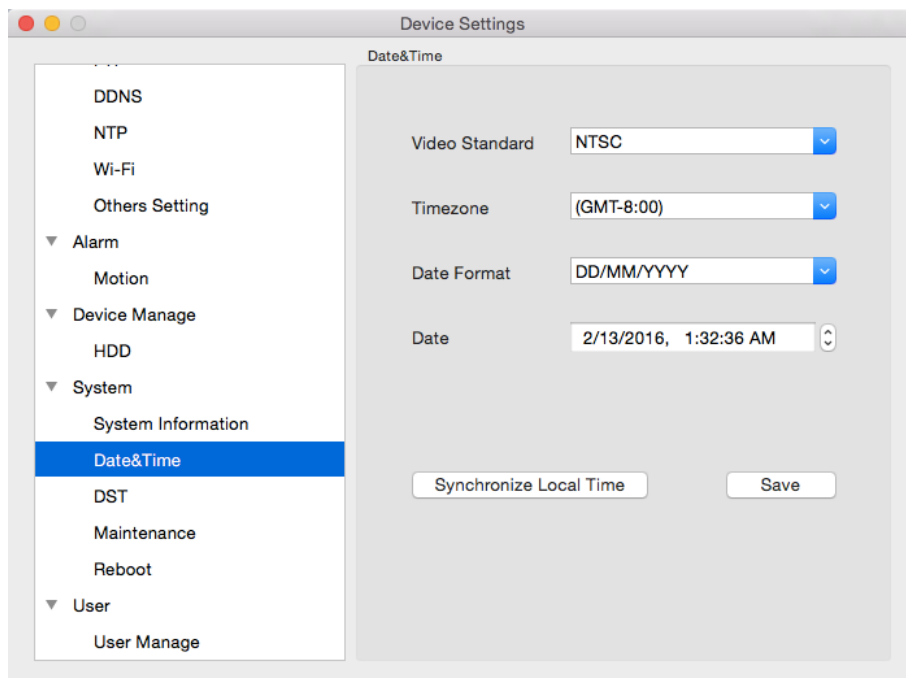 Device Settings
DDNS
NTP
Wi-Fi
Others Setting
Alarm
Motion
Device Manage
HDD
System
System Information
Date&Time
DST
Maintenance
Reboot
User
User Manage
Date&Time
Video Standard NTSC
Timezone (GMT-8:00)
Date Format DD/MM/YYYY
Date 2/13/2016, 1:32:36 AM
Synchronize Local Time Save